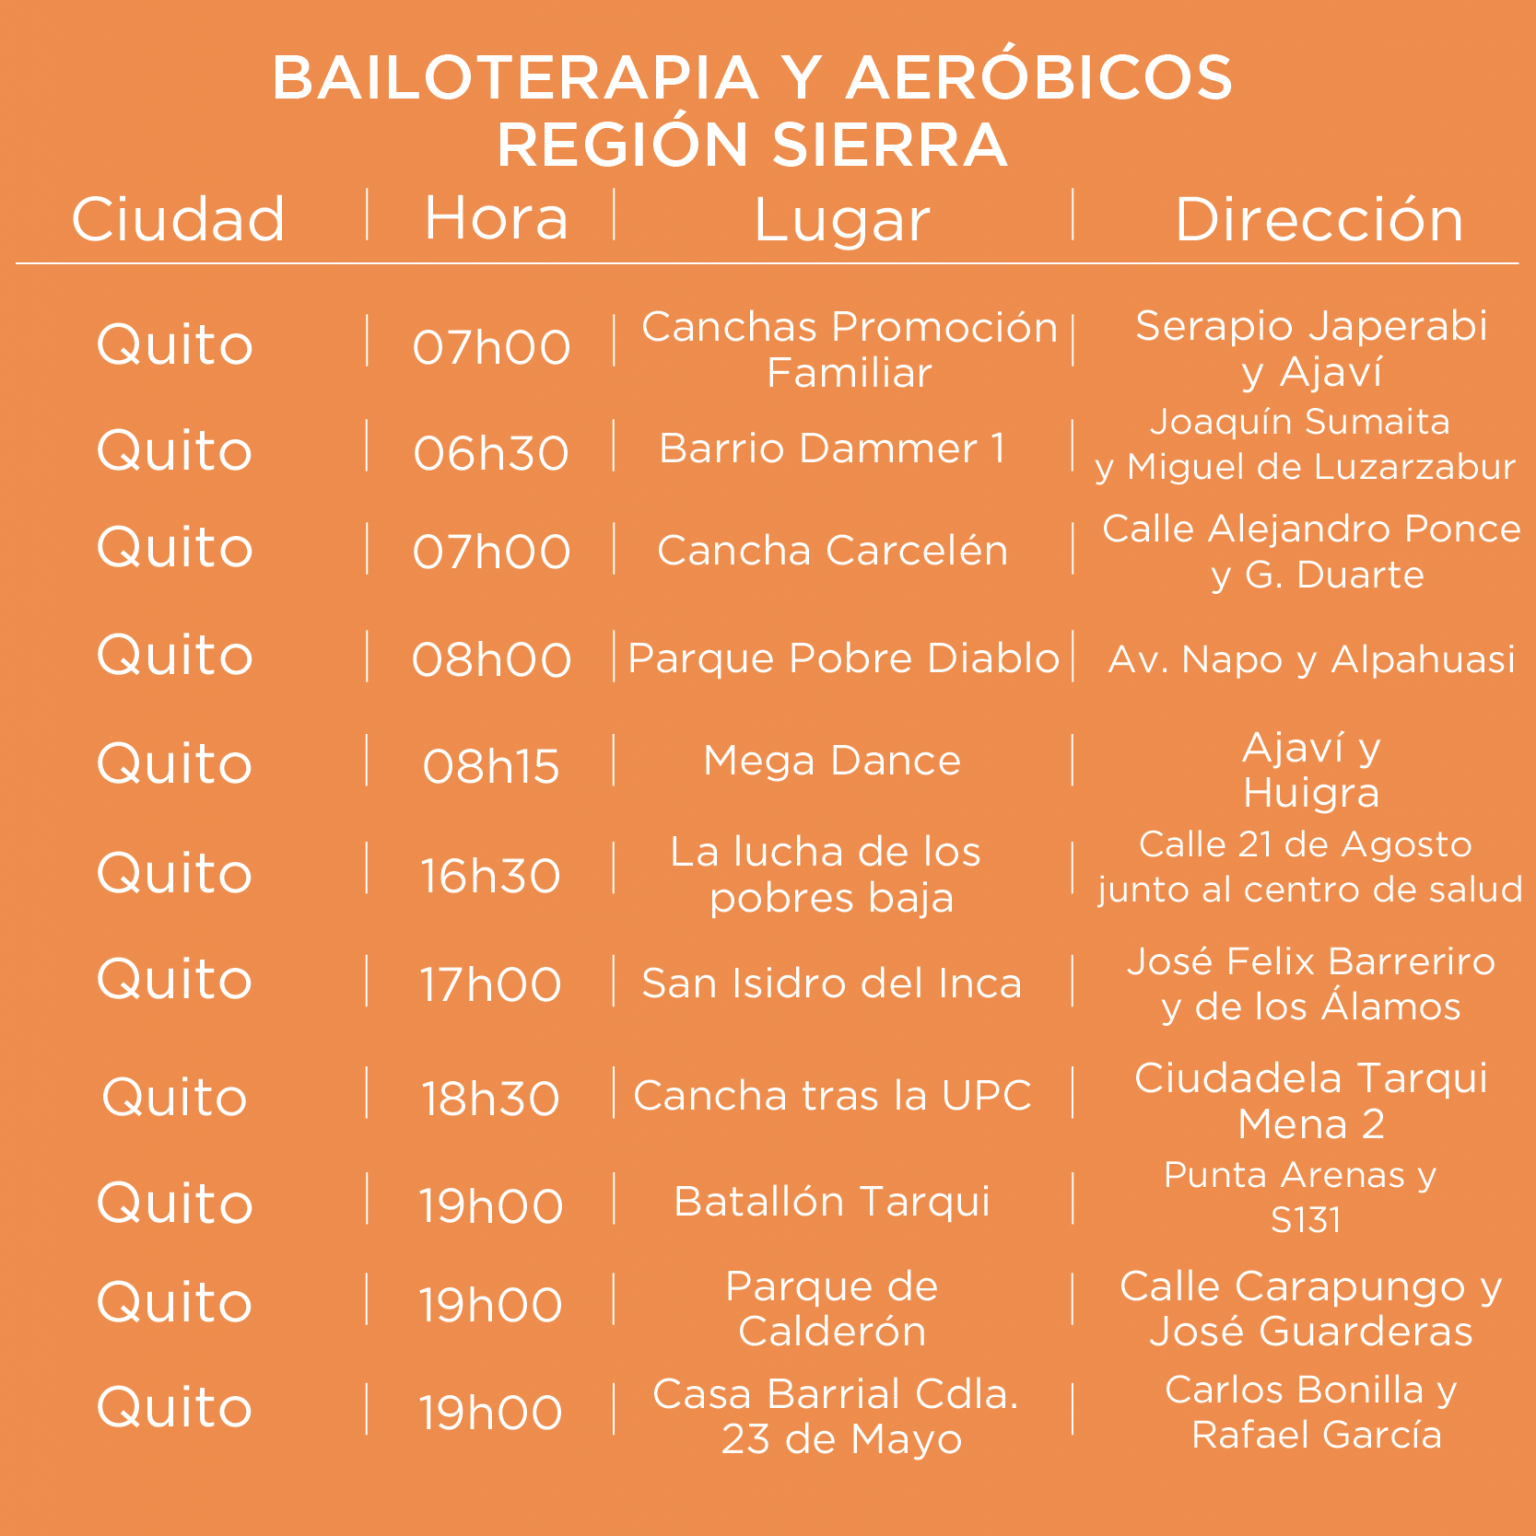 BAILOTERAPIA Y AERÓBICOS
REGIÓN SIERRA
Ciudad | Hora | Lugar | Dirección
Quito | 07h00 | Canchas Promoción | Serapio Japerabi
Familiar y Ajaví
Quito | 06h30 | Barrio Dammer 1 | Joaquín Sumaita
y Miguel de Luzarzabur
Quito | 07h00 | Cancha Carcelén | Calle Alejandro Ponce
y G. Duarte
Quito | 08h00 | Parque Pobre Diablo | Av. Napo y Alpahuasi
Quito | 08h15 | Mega Dance | Ajaví y
Huigra
Quito | 16h30 | La lucha de los | Calle 21 de Agosto
pobres baja junto al centro de salud
Quito | 17h00 | San Isidro del Inca | José Felix Barreriro
y de los Álamos
Quito | 18h30 | Cancha tras la UPC | Ciudadela Tarqui
Mena 2
Quito | 19h00 | Batallón Tarqui | Punta Arenas y
S131
Quito | 19h00 | Parque de | Calle Carapungo y
Calderón José Guarderas
Quito | 19h00 | Casa Barrial Cdla. | Carlos Bonilla y
23 de Mayo Rafael García